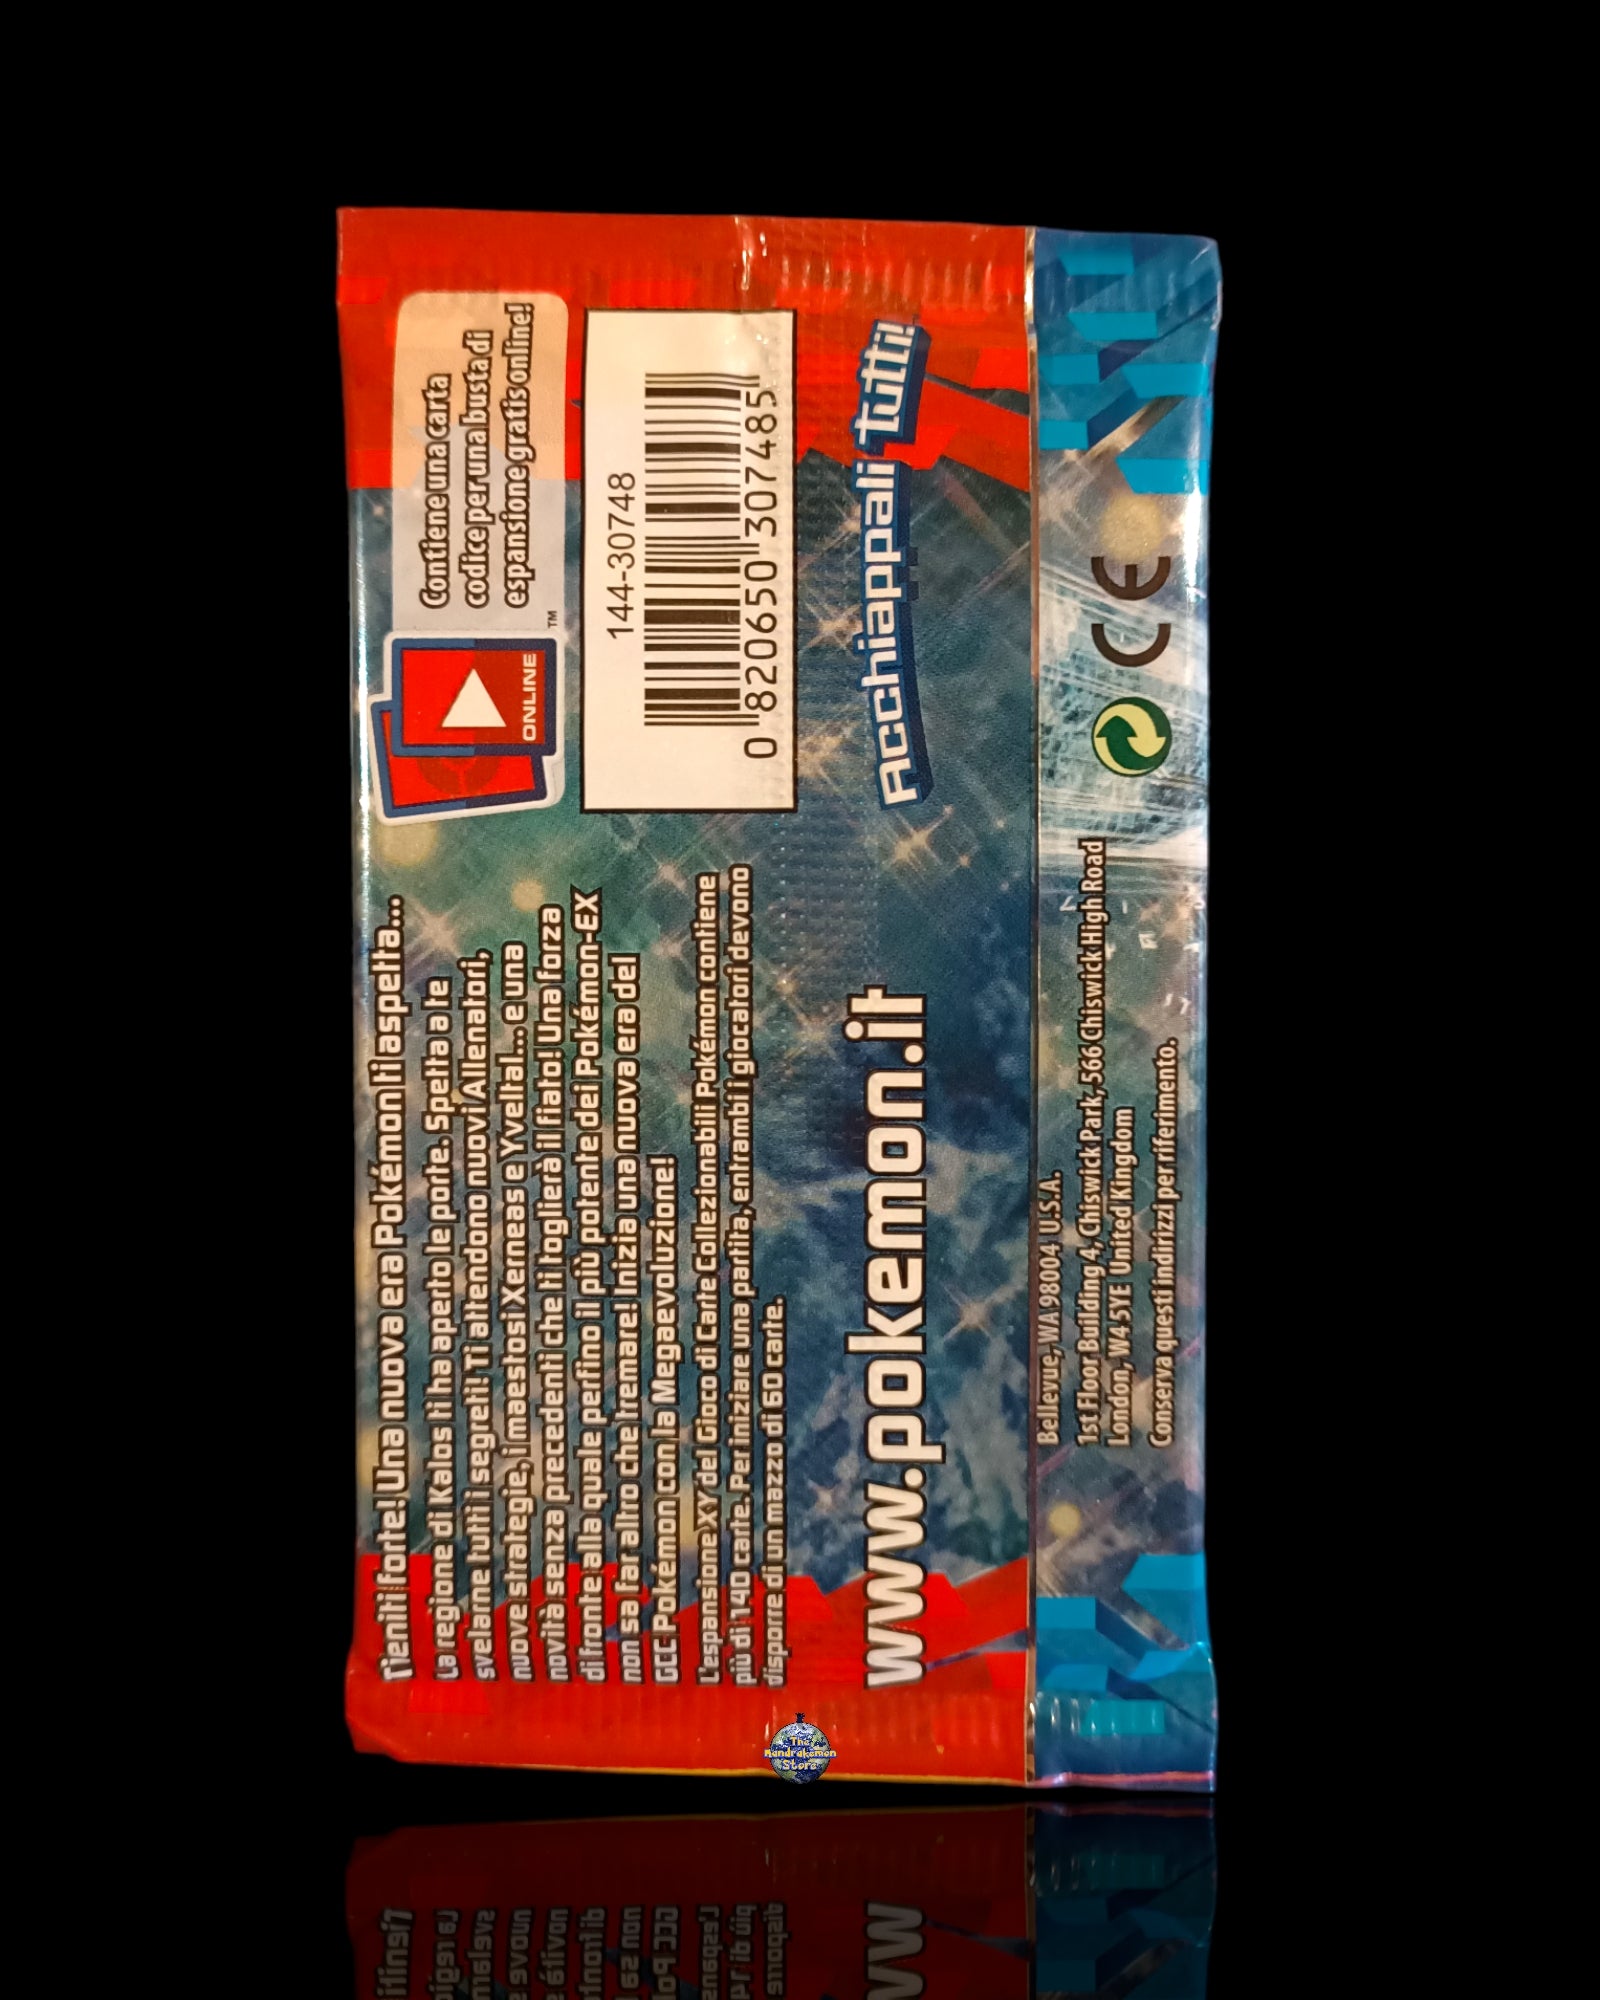 Tieniti forte! Una nuova era Pokémon ti aspetta...
La regione di Kalos ti ha aperto le porte. Spetta a te
svelarne tutti i segreti! Ti attendono nuovi Allenatori,
nuove strategie, i maestosi Xerneas e Yveltal... e una
novità senza precedenti che ti toglierà il fiato! Una forza
di fronte alla quale perfino il più potente dei Pokémon-EX
non sa far altro che tremare! Inizia una nuova era del
GCC Pokémon con la Megaevoluzione!
L'espansione XY del Gioco di Carte Collezionabili Pokémon contiene
più di 140 carte. Per iniziare una partita, entrambi i giocatori devono
disporre di un mazzo di 60 carte.
www.pokemon.it
ONLINE
TM
Contiene una carta
codice per una busta di
espansione gratis online!
144-30748
0 820650 307485
Acchiappali Tutti!
Bellevue, WA 98004 U.S.A.
1st Floor Building 4, Chiswick Park, 566 Chiswick High Road
London, W4 5YE United Kingdom
Conserva questi indirizzi per riferimento.
CE
The
Mandrakemon
Store